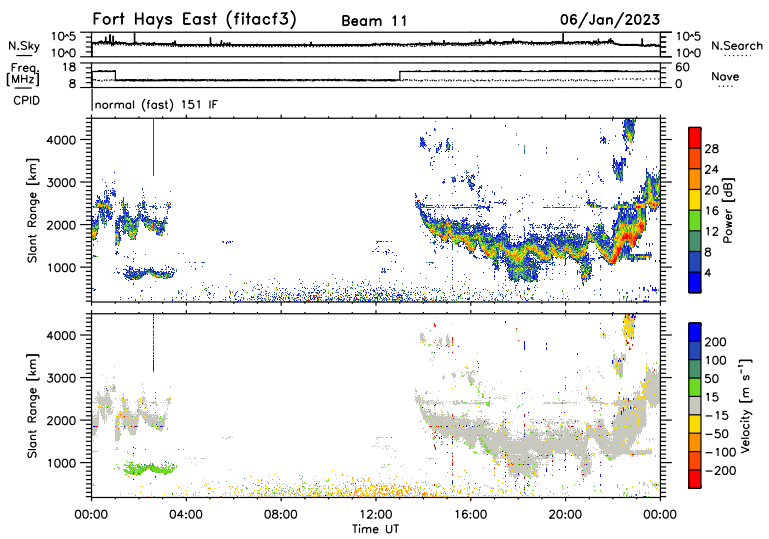 Fort Hays East (fitacf3) Beam 11 06/Jan/2023
N.Sky 10^5 10^0 10^5 10^0 N.Search
Freq. [MHz] 18 8 60 0 Nave
CPID normal (fast) 151 IF
Slant Range [km] 4000 3000 2000 1000
Power [dB] 28 24 20 16 12 8 4
Slant Range [km] 4000 3000 2000 1000
Velocity [m s⁻¹] 200 100 50 15 −15 −50 −100 −200
00:00 04:00 08:00 12:00 16:00 20:00 00:00
Time UT